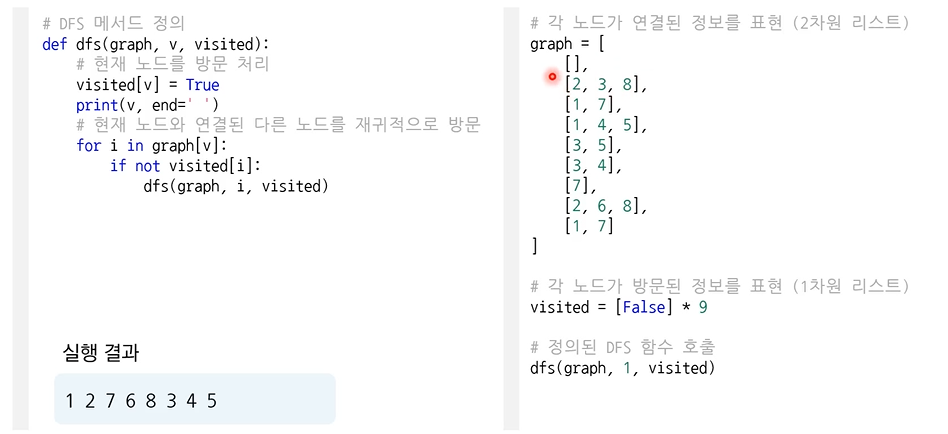 # DFS 메서드 정의
def dfs(graph, v, visited):
    # 현재 노드를 방문 처리
    visited[v] = True
    print(v, end=' ')
    # 현재 노드와 연결된 다른 노드를 재귀적으로 방문
    for i in graph[v]:
        if not visited[i]:
            dfs(graph, i, visited)
실행 결과
1 2 7 6 8 3 4 5
# 각 노드가 연결된 정보를 표현 (2차원 리스트)
graph = [
    [],
    [2, 3, 8],
    [1, 7],
    [1, 4, 5],
    [3, 5],
    [3, 4],
    [7],
    [2, 6, 8],
    [1, 7]
]
# 각 노드가 방문된 정보를 표현 (1차원 리스트)
visited = [False] * 9
# 정의된 DFS 함수 호출
dfs(graph, 1, visited)